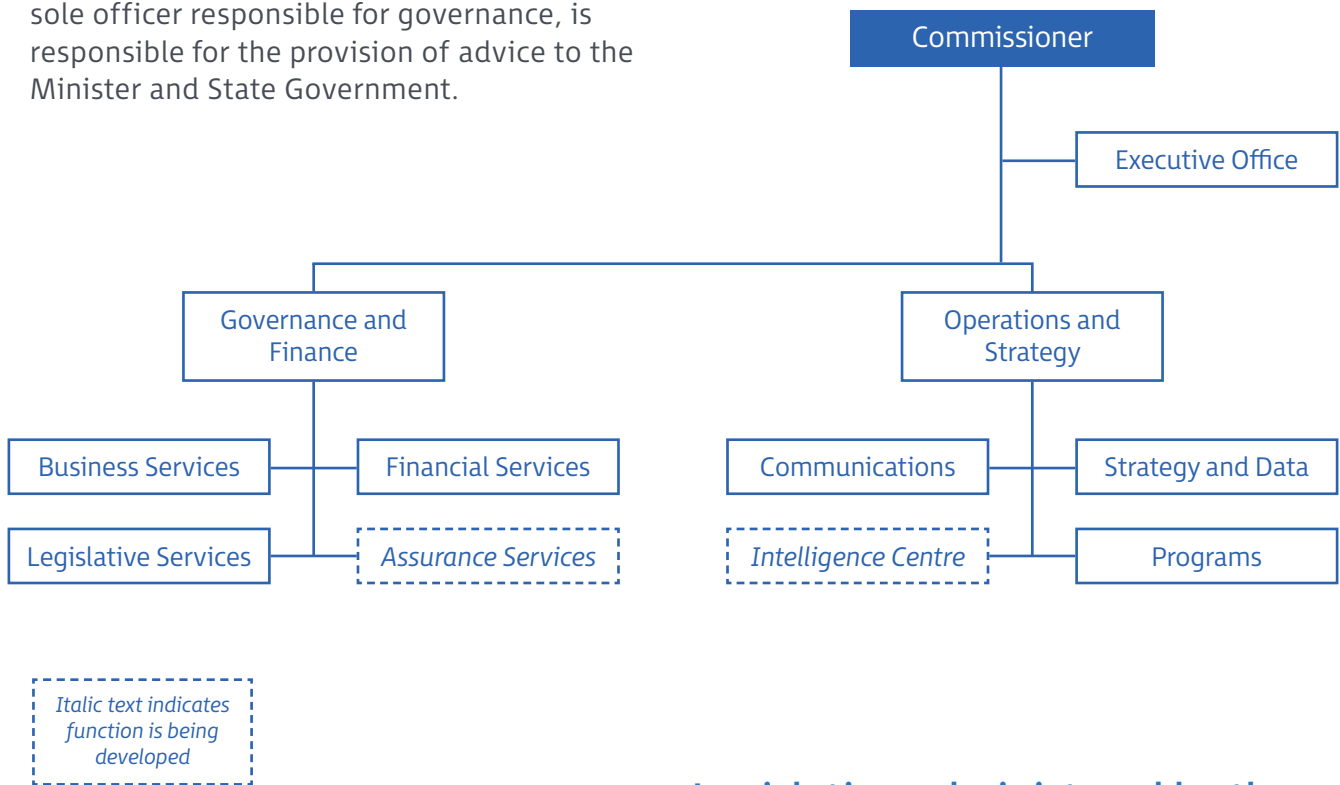 sole officer responsible for governance, is
responsible for the provision of advice to the
Minister and State Government.
Commissioner
Executive Office
Governance and
Finance
Operations and
Strategy
Business Services
Financial Services
Communications
Strategy and Data
Legislative Services
Assurance Services
Intelligence Centre
Programs
Italic text indicates
function is being
developed